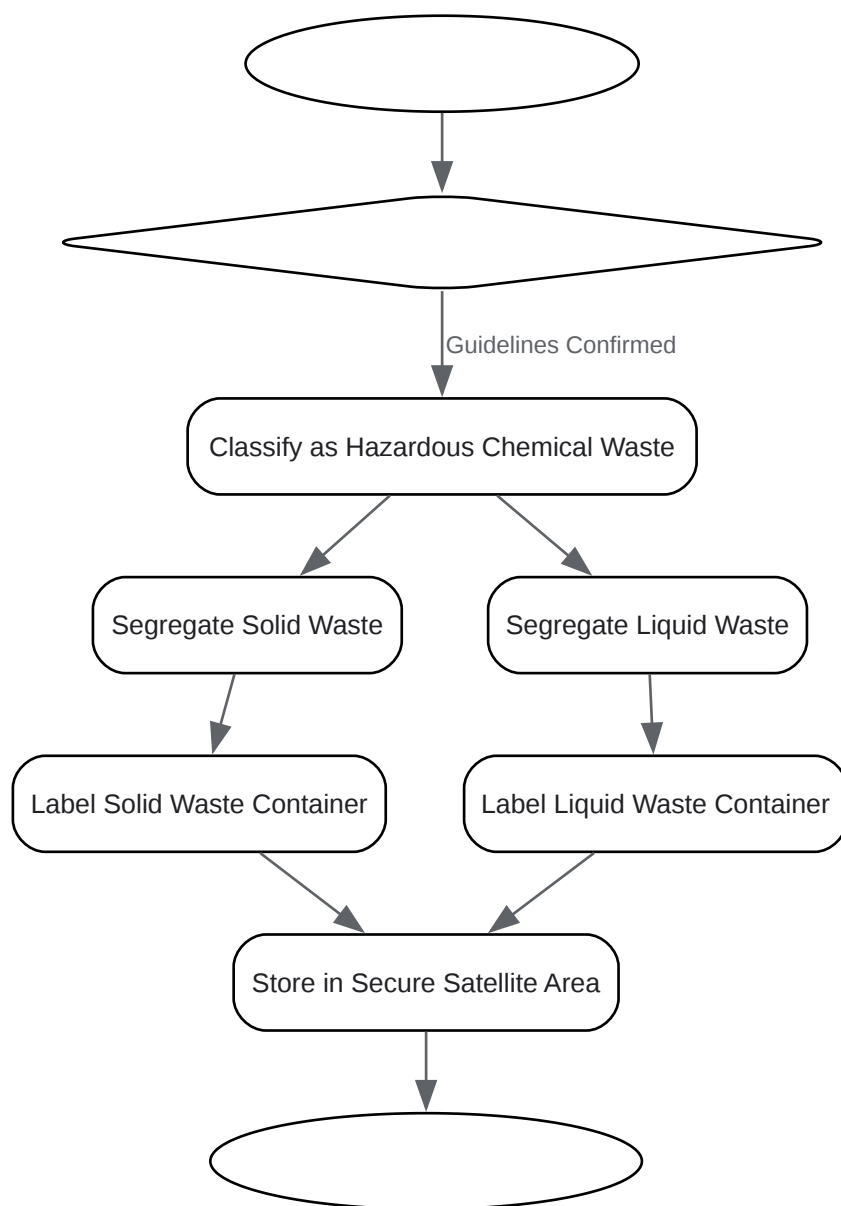 Guidelines Confirmed
Classify as Hazardous Chemical Waste
Segregate Solid Waste
Segregate Liquid Waste
Label Solid Waste Container
Label Liquid Waste Container
Store in Secure Satellite Area